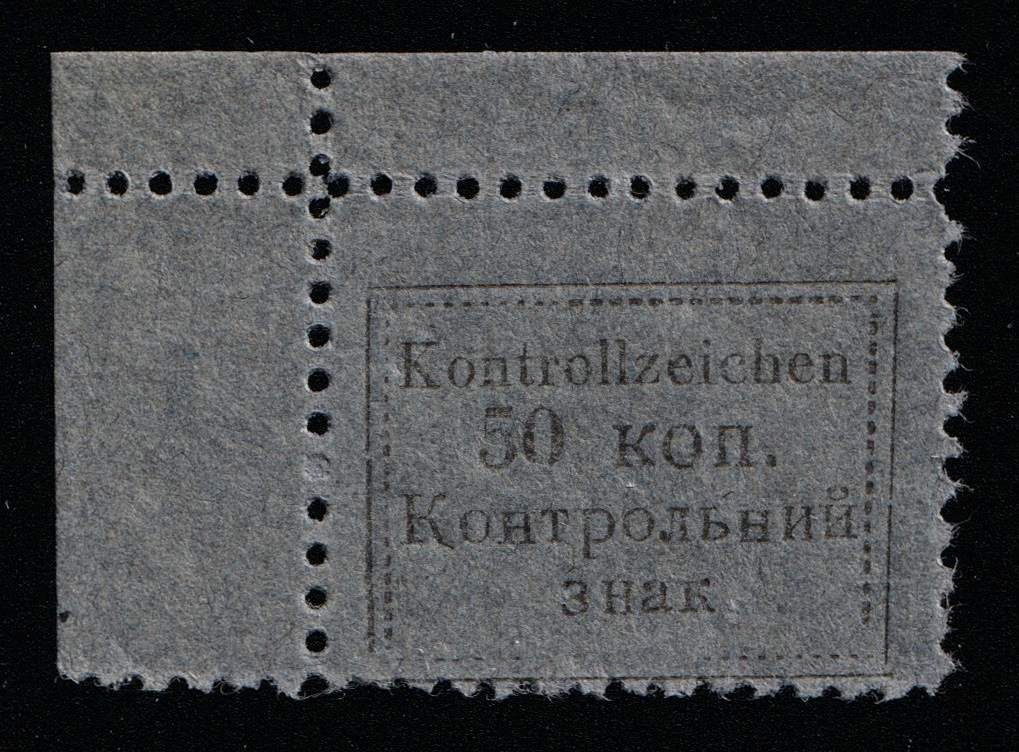 Kontrollzeichen
50 коп.
Контрольний
знак